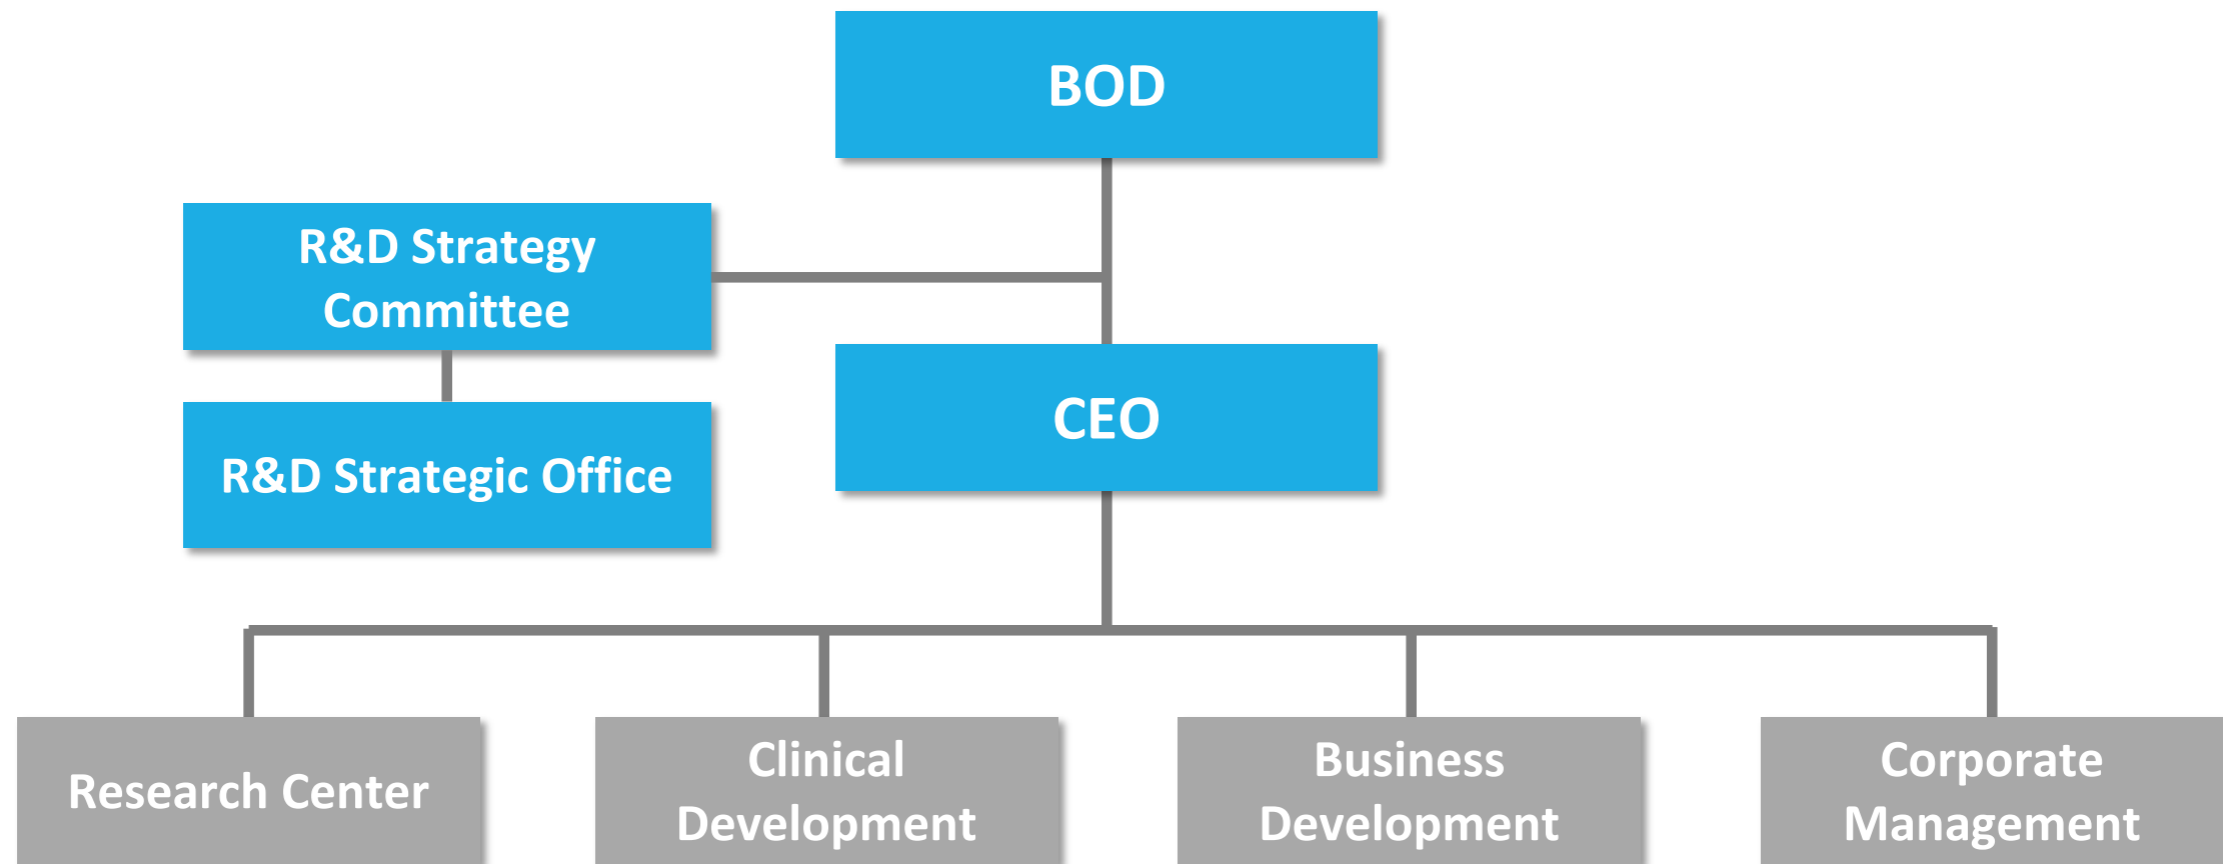 BOD
R&D Strategy
Committee
CEO
R&D Strategic Office
Research Center
Clinical
Development
Business
Development
Corporate
Management